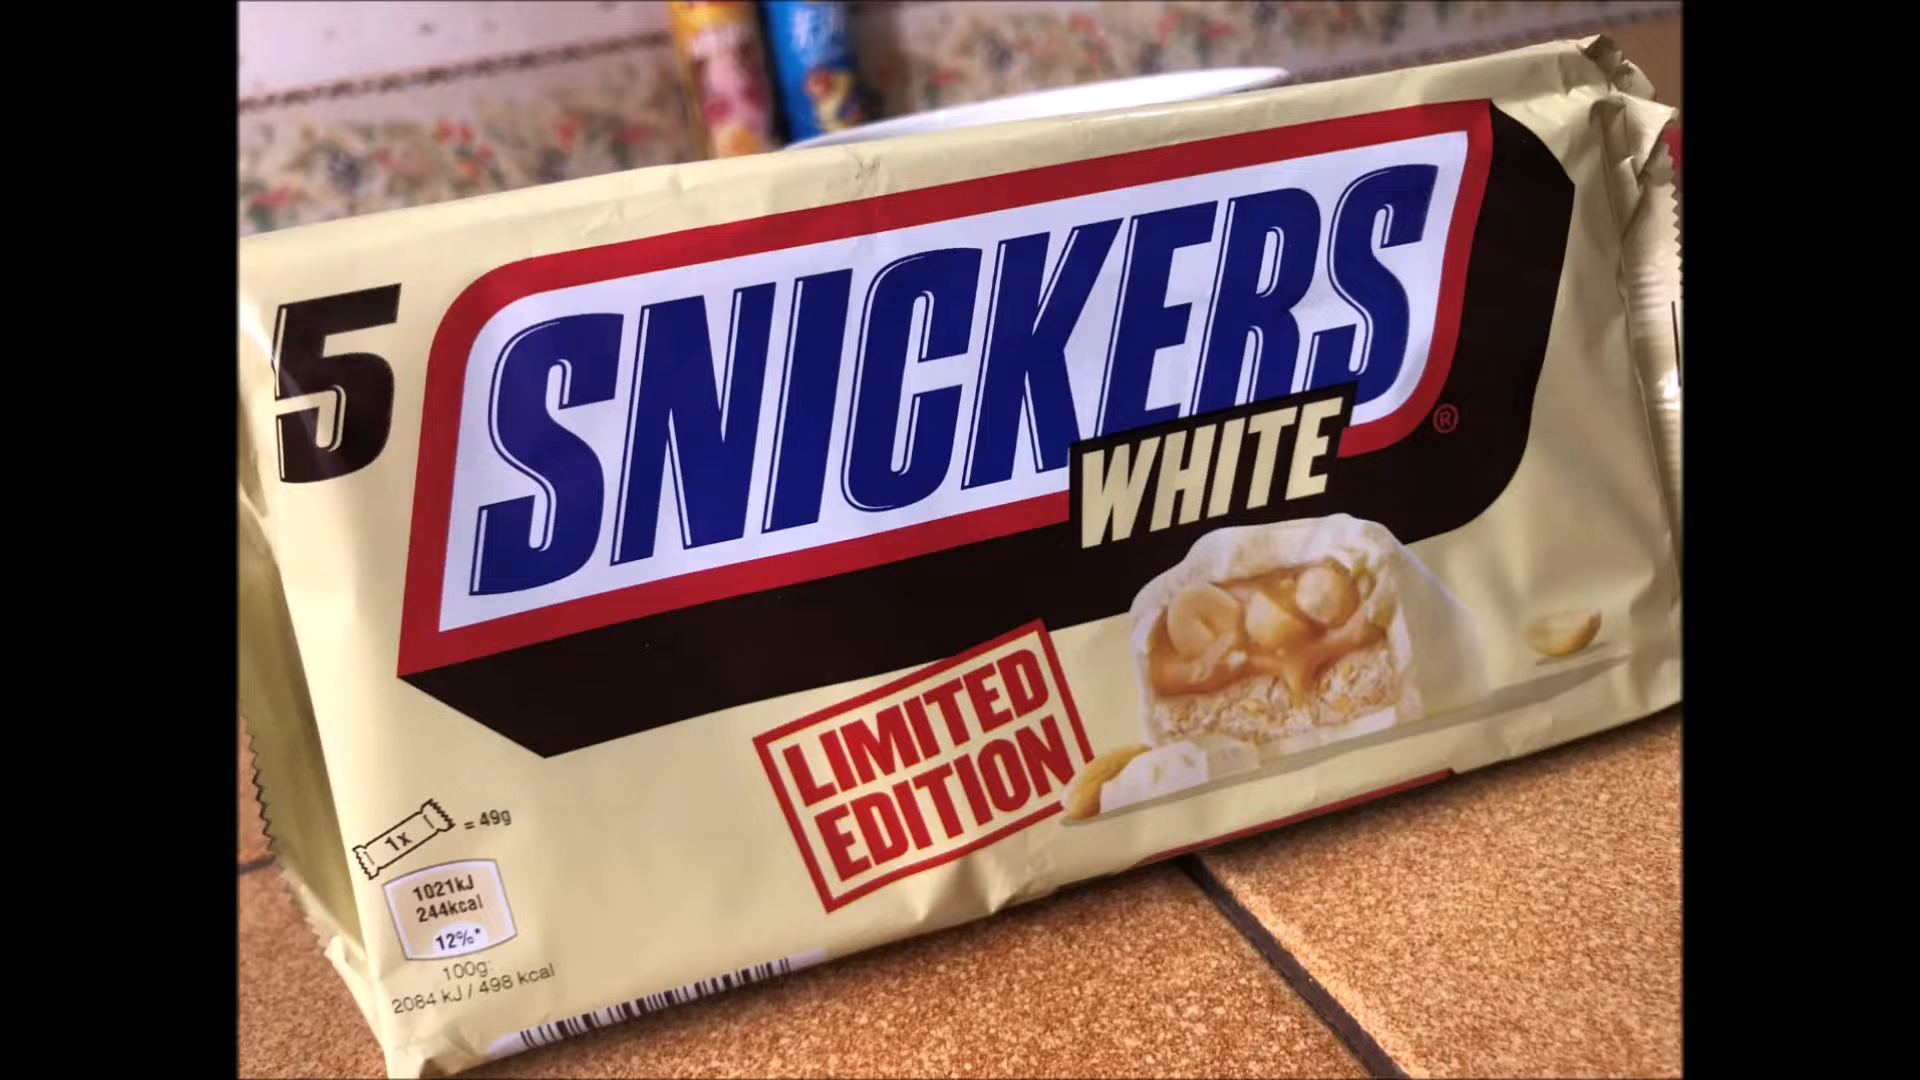 5
SNICKERS
®
WHITE
LIMITED
EDITION
1x = 49g
1021kJ
244kcal
12%*
100g:
2084 kJ / 498 kcal